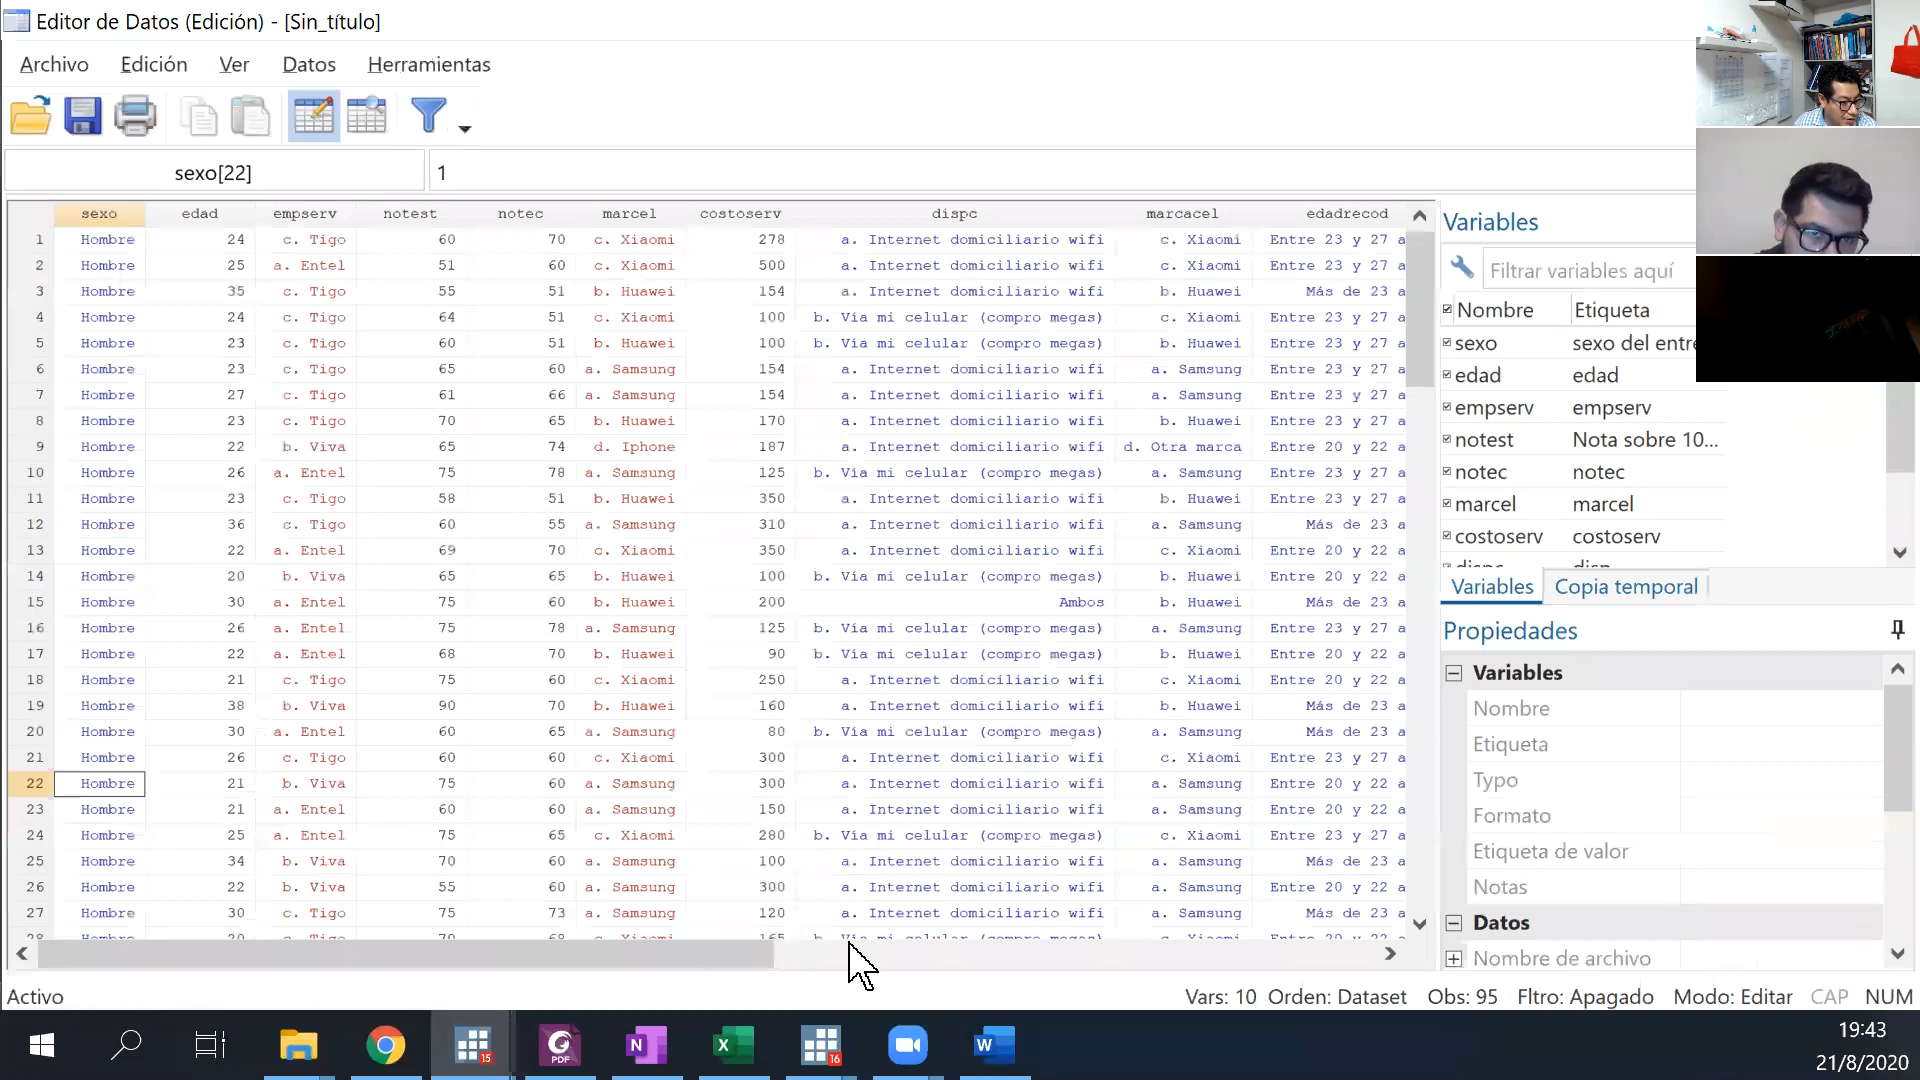 Editor de Datos (Edición) - [Sin_título]
Archivo Edición Ver Datos Herramientas
sexo[22] 1
sexo edad empserv notest notec marcel costoserv dispc marcacel edadrecod
1 Hombre 24 c. Tigo 60 70 c. Xiaomi 278 a. Internet domiciliario wifi c. Xiaomi Entre 23 y 27 a
2 Hombre 25 a. Entel 51 60 c. Xiaomi 500 a. Internet domiciliario wifi c. Xiaomi Entre 23 y 27 a
3 Hombre 35 c. Tigo 55 51 b. Huawei 154 a. Internet domiciliario wifi b. Huawei Más de 23 a
4 Hombre 24 c. Tigo 64 51 c. Xiaomi 100 b. Vía mi celular (compro megas) c. Xiaomi Entre 23 y 27 a
5 Hombre 23 c. Tigo 60 51 b. Huawei 100 b. Vía mi celular (compro megas) b. Huawei Entre 23 y 27 a
6 Hombre 23 c. Tigo 65 60 a. Samsung 154 a. Internet domiciliario wifi a. Samsung Entre 23 y 27 a
7 Hombre 27 c. Tigo 61 66 a. Samsung 154 a. Internet domiciliario wifi a. Samsung Entre 23 y 27 a
8 Hombre 23 c. Tigo 70 65 b. Huawei 170 a. Internet domiciliario wifi b. Huawei Entre 23 y 27 a
9 Hombre 22 b. Viva 65 74 d. Iphone 187 a. Internet domiciliario wifi d. Otra marca Entre 20 y 22 a
10 Hombre 26 a. Entel 75 78 a. Samsung 125 b. Vía mi celular (compro megas) a. Samsung Entre 23 y 27 a
11 Hombre 23 c. Tigo 58 51 b. Huawei 350 a. Internet domiciliario wifi b. Huawei Entre 23 y 27 a
12 Hombre 36 c. Tigo 60 55 a. Samsung 310 a. Internet domiciliario wifi a. Samsung Más de 23 a
13 Hombre 22 a. Entel 69 70 c. Xiaomi 350 a. Internet domiciliario wifi c. Xiaomi Entre 20 y 22 a
14 Hombre 20 b. Viva 65 65 b. Huawei 100 b. Vía mi celular (compro megas) b. Huawei Entre 20 y 22 a
15 Hombre 30 a. Entel 75 60 b. Huawei 200 Ambos b. Huawei Más de 23 a
16 Hombre 26 a. Entel 75 78 a. Samsung 125 b. Vía mi celular (compro megas) a. Samsung Entre 23 y 27 a
17 Hombre 22 a. Entel 68 70 b. Huawei 90 b. Vía mi celular (compro megas) b. Huawei Entre 20 y 22 a
18 Hombre 21 c. Tigo 75 60 c. Xiaomi 250 a. Internet domiciliario wifi c. Xiaomi Entre 20 y 22 a
19 Hombre 38 b. Viva 90 70 b. Huawei 160 a. Internet domiciliario wifi b. Huawei Más de 23 a
20 Hombre 30 a. Entel 60 65 a. Samsung 80 b. Vía mi celular (compro megas) a. Samsung Más de 23 a
21 Hombre 26 c. Tigo 60 60 c. Xiaomi 300 a. Internet domiciliario wifi c. Xiaomi Entre 23 y 27 a
22 Hombre 21 b. Viva 75 60 a. Samsung 300 a. Internet domiciliario wifi a. Samsung Entre 20 y 22 a
23 Hombre 21 a. Entel 60 60 a. Samsung 150 a. Internet domiciliario wifi a. Samsung Entre 20 y 22 a
24 Hombre 25 a. Entel 75 65 c. Xiaomi 280 b. Vía mi celular (compro megas) c. Xiaomi Entre 23 y 27 a
25 Hombre 34 b. Viva 70 60 a. Samsung 100 a. Internet domiciliario wifi a. Samsung Más de 23 a
26 Hombre 22 b. Viva 55 60 a. Samsung 300 a. Internet domiciliario wifi a. Samsung Entre 20 y 22 a
27 Hombre 30 c. Tigo 75 73 a. Samsung 120 a. Internet domiciliario wifi a. Samsung Más de 23 a
28 Hombre 20 c. Tigo 70 68 c. Xiaomi 165 b. Vía mi celular (compro megas) c. Xiaomi Entre 20 y 22 a
Variables
Filtrar variables aquí
Nombre Etiqueta
sexo sexo del entre
edad edad
empserv empserv
notest Nota sobre 10...
notec notec
marcel marcel
costoserv costoserv
dispc disp
Variables Copia temporal
Propiedades
Variables
Nombre
Etiqueta
Typo
Formato
Etiqueta de valor
Notas
Datos
Nombre de archivo
Activo Vars: 10 Orden: Dataset Obs: 95 Fltro: Apagado Modo: Editar CAP NUM
15 PDF N X 16 W
19:43
21/8/2020